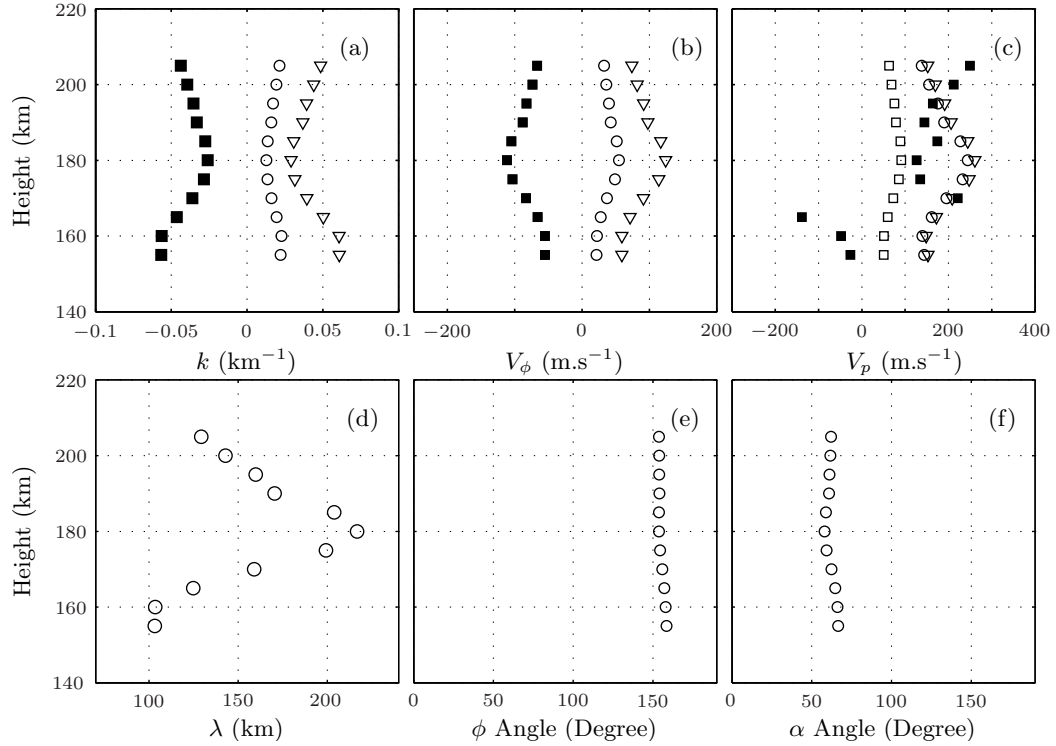 220
200
180
160
140
Height (km)
(a)
−0.1
−0.05
0
0.05
0.1
k (km⁻¹)
(b)
−200
0
200
V_ϕ (m.s⁻¹)
(c)
−200
0
200
400
V_p (m.s⁻¹)
220
200
180
160
140
Height (km)
(d)
100
150
200
λ (km)
(e)
0
50
100
150
ϕ Angle (Degree)
(f)
0
50
100
150
α Angle (Degree)